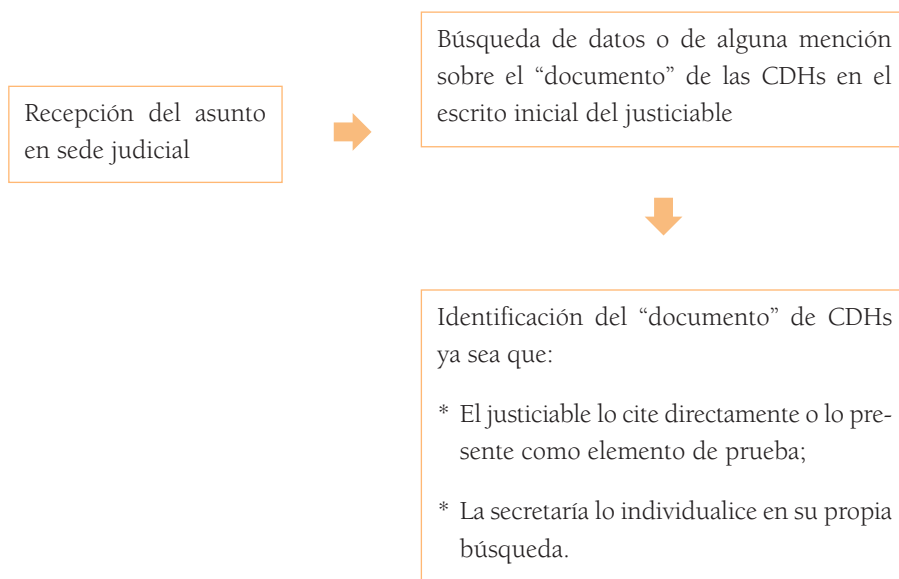 Recepción del asunto
en sede judicial
Búsqueda de datos o de alguna mención
sobre el “documento” de las CDHs en el
escrito inicial del justiciable
Identificación del “documento” de CDHs
ya sea que:
* El justiciable lo cite directamente o lo pre-
sente como elemento de prueba;
* La secretaría lo individualice en su propia
búsqueda.